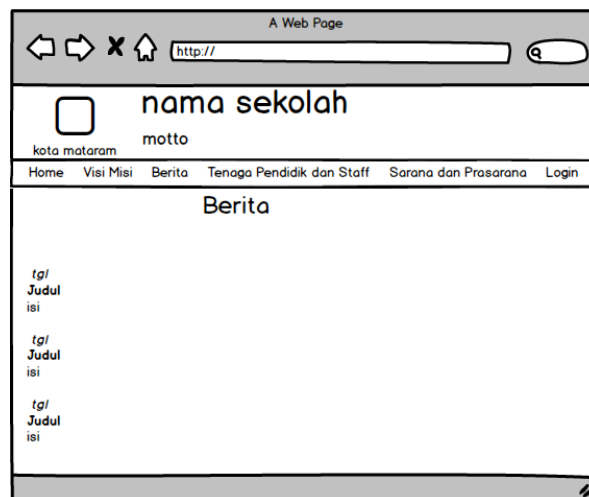 A Web Page
http://
nama sekolah
motto
kota mataram
Home Visi Misi Berita Tenaga Pendidik dan Staff Sarana dan Prasarana Login
Berita
tgl
Judul
isi
tgl
Judul
isi
tgl
Judul
isi